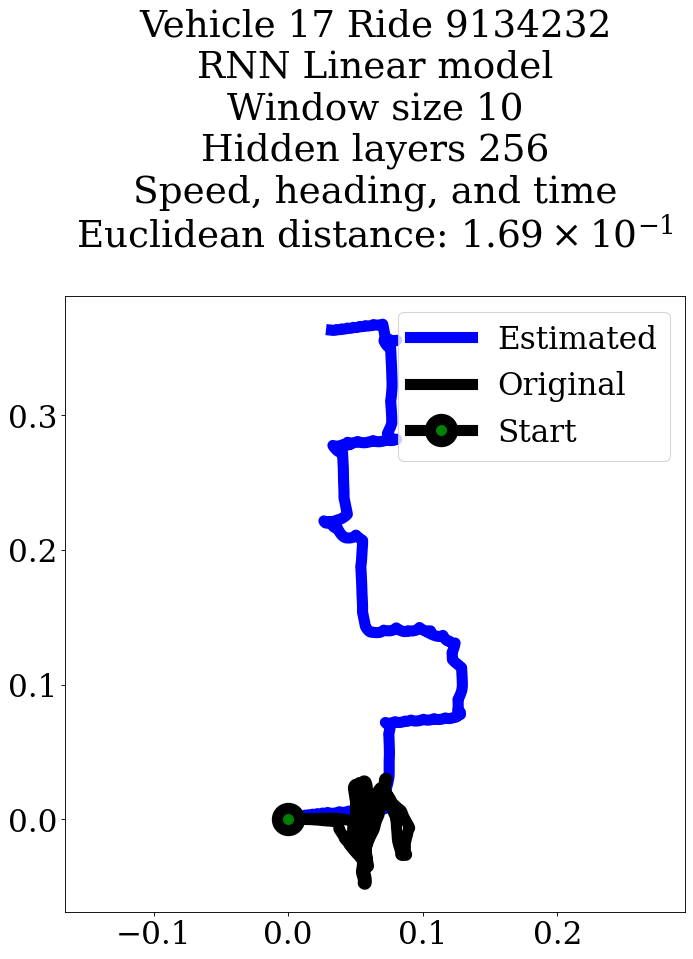 Vehicle 17 Ride 9134232
RNN Linear model
Window size 10
Hidden layers 256
Speed, heading, and time
Euclidean distance: 1.69 × 10⁻¹
Estimated
Original
Start
0.3
0.2
0.1
0.0
−0.1 0.0 0.1 0.2